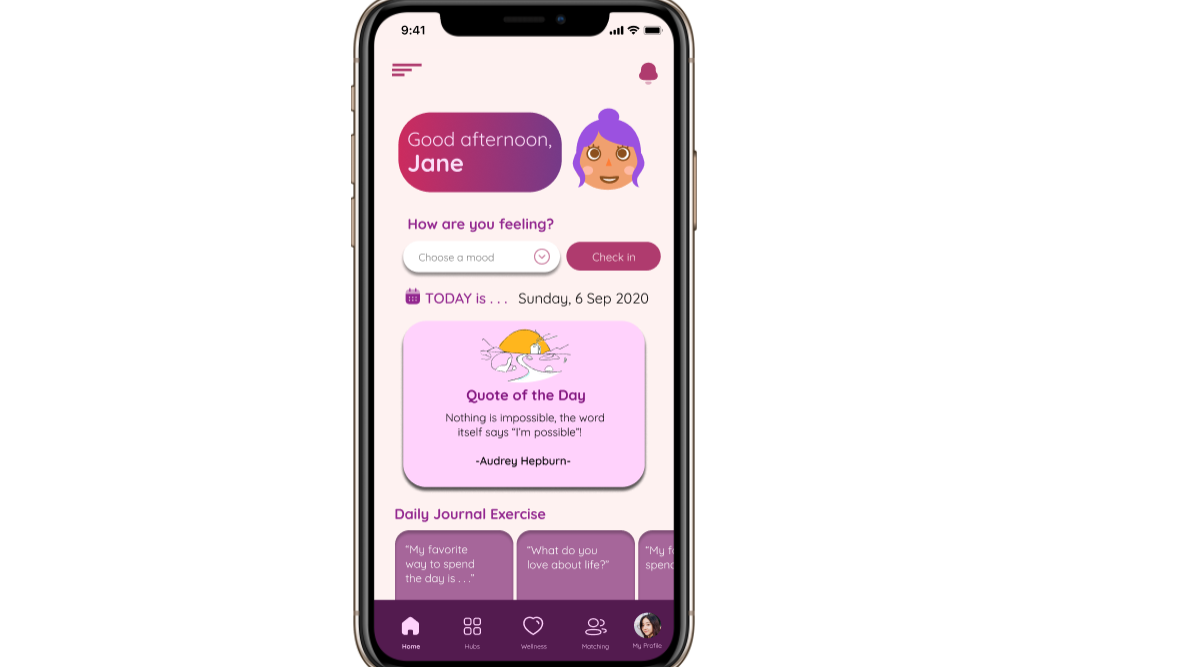 9:41
Good afternoon,
Jane
How are you feeling?
Choose a mood
Check in
TODAY is . . . Sunday, 6 Sep 2020
Quote of the Day
Nothing is impossible, the word
itself says “I’m possible”!
-Audrey Hepburn-
Daily Journal Exercise
“My favorite
way to spend
the day is . . .”
“What do you
love about life?”
“My f
spenc
Home
Hubs
Wellness
Matching
My Profile